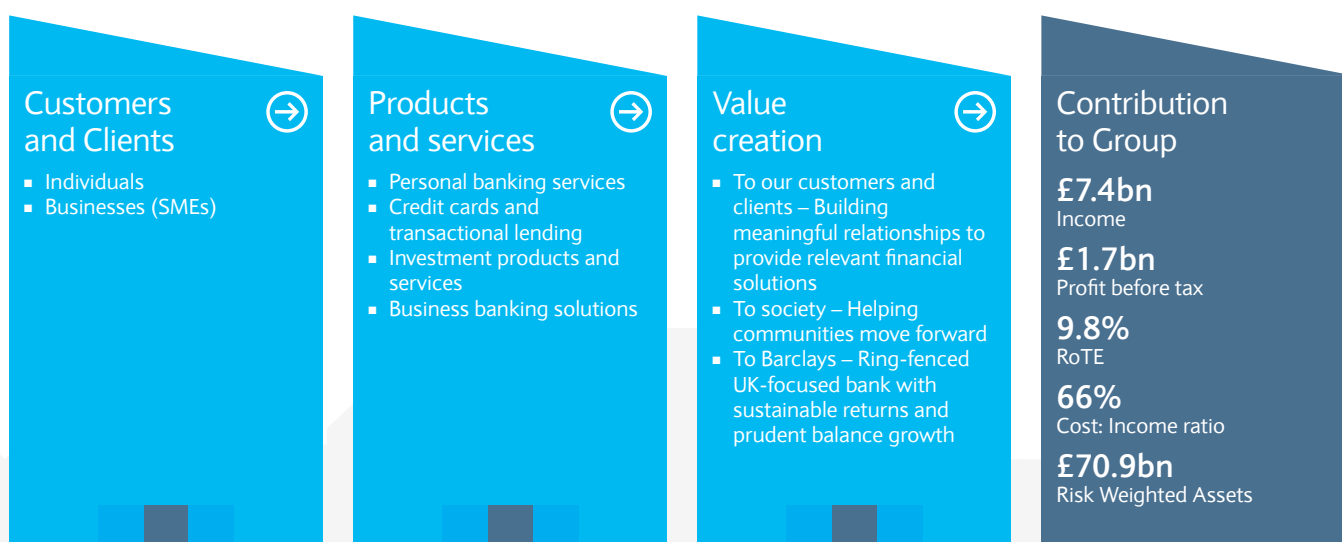 Customers
and Clients
▪ Individuals
▪ Businesses (SMEs)
Products
and services
▪ Personal banking services
▪ Credit cards and
transactional lending
▪ Investment products and
services
▪ Business banking solutions
Value
creation
▪ To our customers and
clients – Building
meaningful relationships to
provide relevant financial
solutions
▪ To society – Helping
communities move forward
▪ To Barclays – Ring-fenced
UK-focused bank with
sustainable returns and
prudent balance growth
Contribution
to Group
£7.4bn
Income
£1.7bn
Profit before tax
9.8%
RoTE
66%
Cost: Income ratio
£70.9bn
Risk Weighted Assets